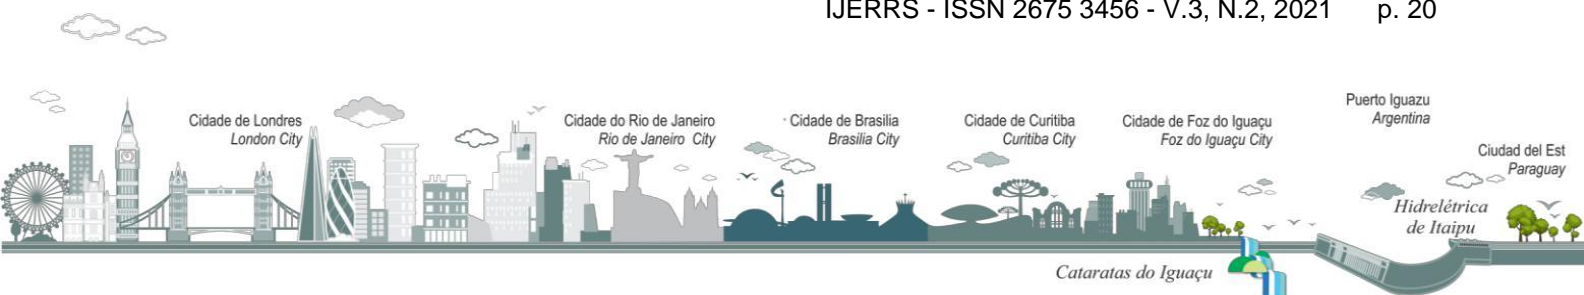 IJERRS - ISSN 2675 3456 - V.3, N.2, 2021 p. 20
Cidade de Londres
London City
Cidade do Rio de Janeiro
Rio de Janeiro City
Cidade de Brasilia
Brasilia City
Cidade de Curitiba
Curitiba City
Cidade de Foz do Iguaçu
Foz do Iguaçu City
Puerto Iguazu
Argentina
Ciudad del Est
Paraguay
Hidrelétrica
de Itaipu
Cataratas do Iguaçu